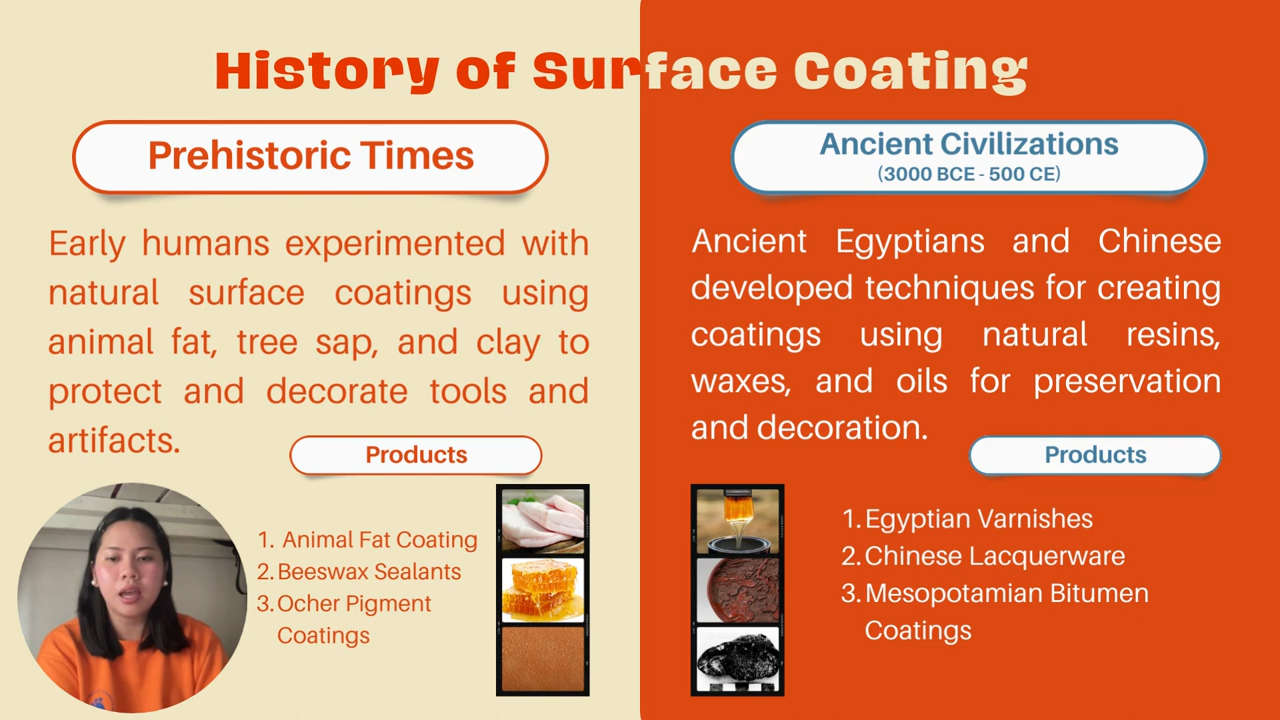 History of Surface Coating
Prehistoric Times
Early humans experimented with
natural surface coatings using
animal fat, tree sap, and clay to
protect and decorate tools and
artifacts.
Products
1. Animal Fat Coating
2. Beeswax Sealants
3. Ocher Pigment
Coatings
Ancient Civilizations
(3000 BCE - 500 CE)
Ancient Egyptians and Chinese
developed techniques for creating
coatings using natural resins,
waxes, and oils for preservation
and decoration.
Products
1. Egyptian Varnishes
2. Chinese Lacquerware
3. Mesopotamian Bitumen
Coatings